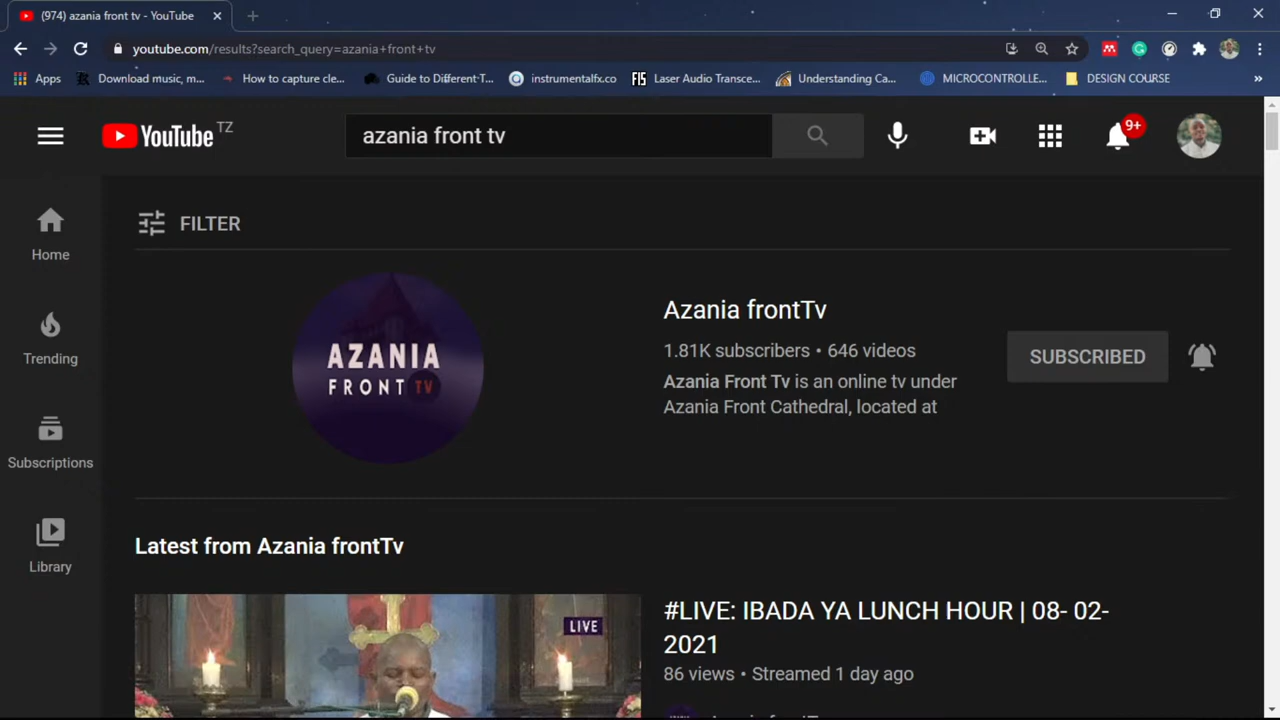 (974) azania front tv - YouTube
youtube.com/results?search_query=azania+front+tv
Apps
Download music, m...
How to capture cle...
Guide to Different T...
instrumentalfx.co
FIS
Laser Audio Transce...
Understanding Ca...
MICROCONTROLLE...
DESIGN COURSE
YouTube TZ
azania front tv
9+
Home
Trending
Subscriptions
Library
FILTER
AZANIA
FRONT TV
Azania frontTv
1.81K subscribers • 646 videos
Azania Front Tv is an online tv under
Azania Front Cathedral, located at
SUBSCRIBED
Latest from Azania frontTv
LIVE
#LIVE: IBADA YA LUNCH HOUR | 08- 02-
2021
86 views • Streamed 1 day ago